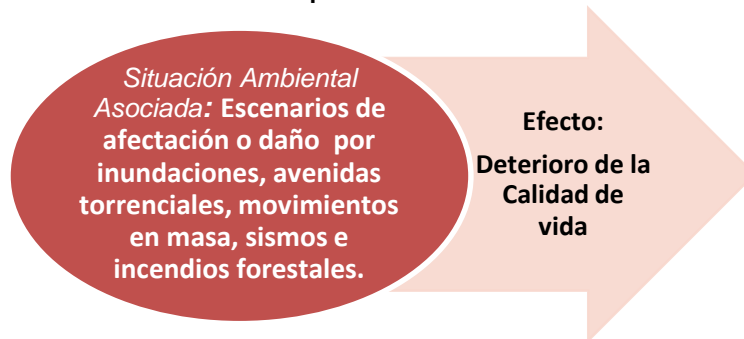 Situación Ambiental
Asociada: Escenarios de
afectación o daño por
inundaciones, avenidas
torrenciales, movimientos
en masa, sismos e
incendios forestales.
Efecto:
Deterioro de la
Calidad de
vida